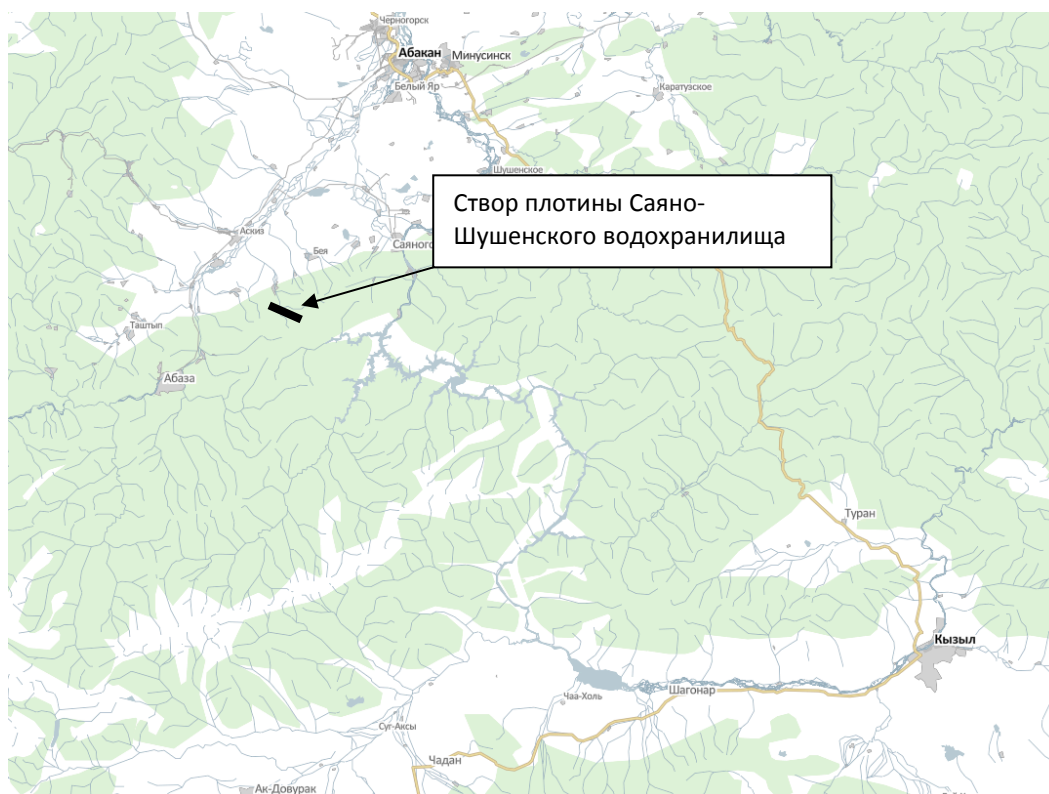 Черногорск
Абакан
Минусинск
Белый Яр
Каратузское
Шушенское
Створ плотины Саяно-
Шушенского водохранилища
Аскиз
Бея
Саяного
Таштып
Абаза
Туран
Кызыл
Шагонар
Чаа-Холь
Суг-Аксы
Чадан
Ак-Довурак